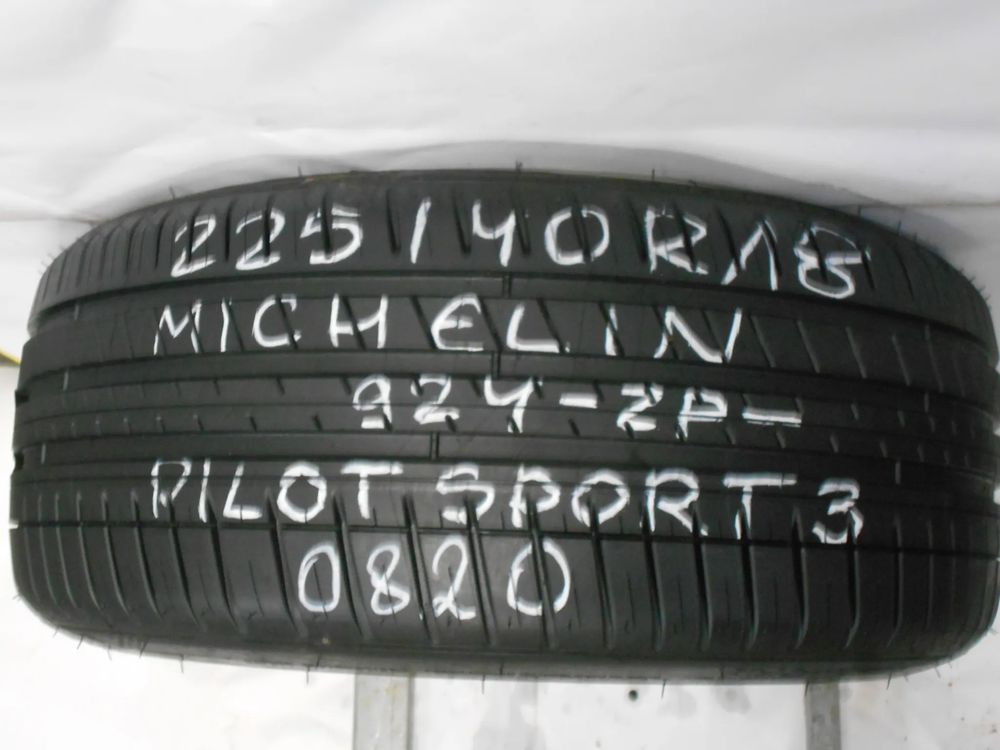 225/40R18
MICHELIN
92Y-ZP-
PILOT SPORT 3
0820